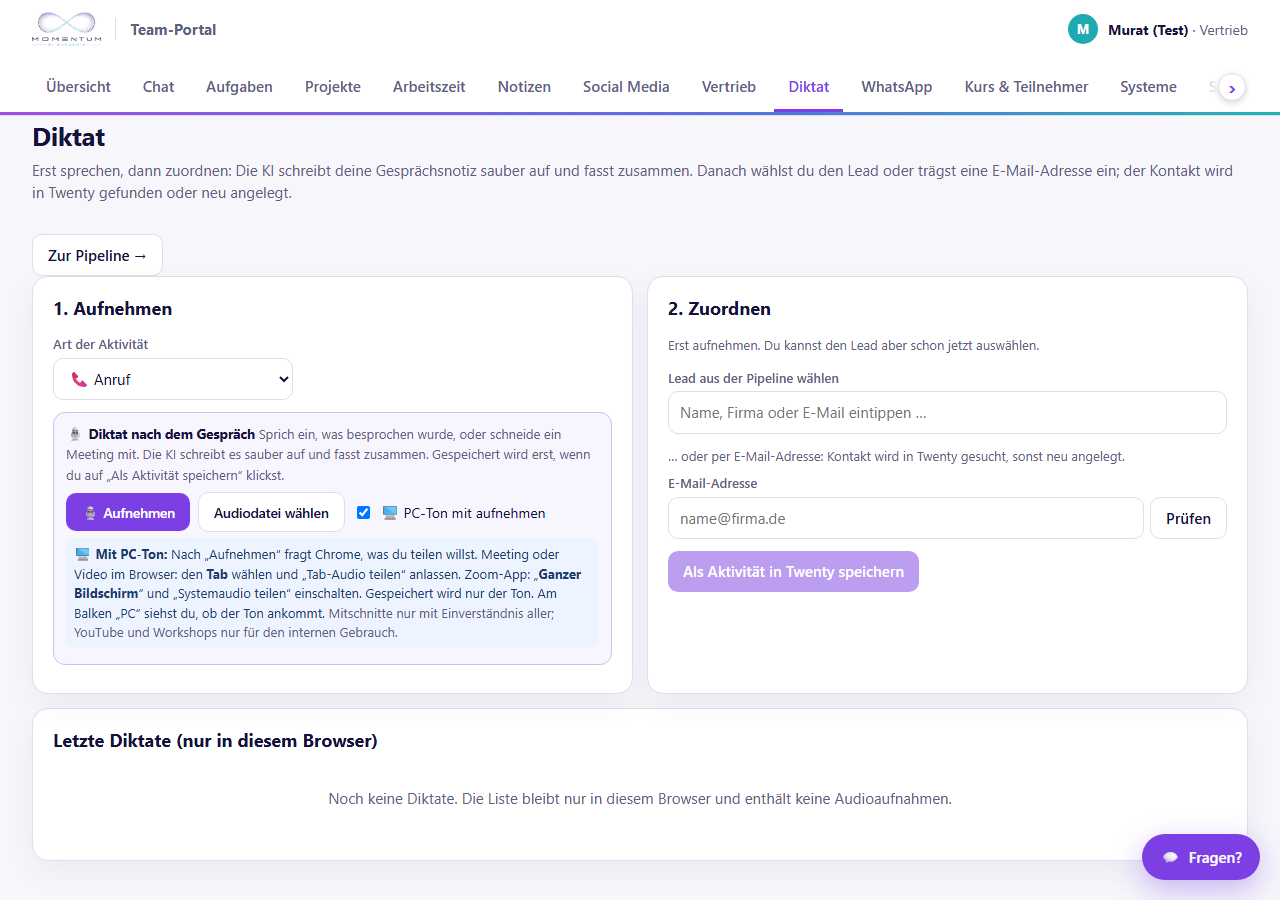 MOMENTUM
Team-Portal
M
Murat (Test) · Vertrieb
Übersicht
Chat
Aufgaben
Projekte
Arbeitszeit
Notizen
Social Media
Vertrieb
Diktat
WhatsApp
Kurs & Teilnehmer
Systeme
›
Diktat
Erst sprechen, dann zuordnen: Die KI schreibt deine Gesprächsnotiz sauber auf und fasst zusammen. Danach wählst du den Lead oder trägst eine E-Mail-Adresse ein; der Kontakt wird
in Twenty gefunden oder neu angelegt.
Zur Pipeline →
1. Aufnehmen
Art der Aktivität
Anruf
Diktat nach dem Gespräch Sprich ein, was besprochen wurde, oder schneide ein
Meeting mit. Die KI schreibt es sauber auf und fasst zusammen. Gespeichert wird erst, wenn
du auf „Als Aktivität speichern“ klickst.
Aufnehmen
Audiodatei wählen
PC-Ton mit aufnehmen
Mit PC-Ton: Nach „Aufnehmen“ fragt Chrome, was du teilen willst. Meeting oder
Video im Browser: den Tab wählen und „Tab-Audio teilen“ anlassen. Zoom-App: „Ganzer
Bildschirm“ und „Systemaudio teilen“ einschalten. Gespeichert wird nur der Ton. Am
Balken „PC“ siehst du, ob der Ton ankommt. Mitschnitte nur mit Einverständnis aller;
YouTube und Workshops nur für den internen Gebrauch.
2. Zuordnen
Erst aufnehmen. Du kannst den Lead aber schon jetzt auswählen.
Lead aus der Pipeline wählen
Name, Firma oder E-Mail eintippen …
… oder per E-Mail-Adresse: Kontakt wird in Twenty gesucht, sonst neu angelegt.
E-Mail-Adresse
name@firma.de
Prüfen
Als Aktivität in Twenty speichern
Letzte Diktate (nur in diesem Browser)
Noch keine Diktate. Die Liste bleibt nur in diesem Browser und enthält keine Audioaufnahmen.
Fragen?